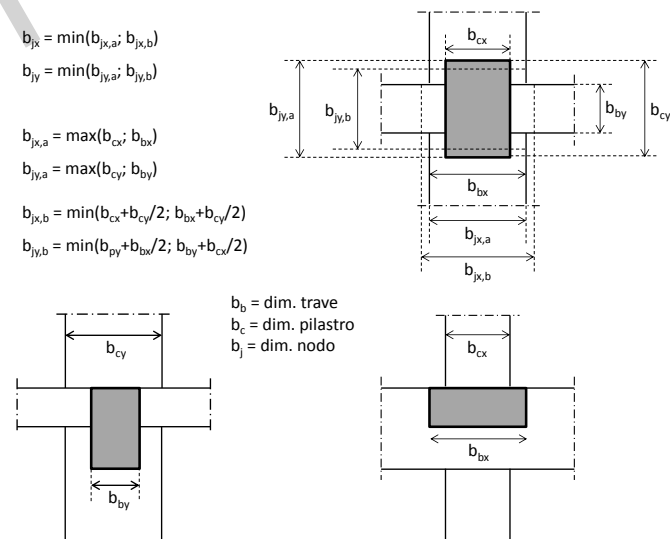 b_jx = min(b_jx,a; b_jx,b)
b_jy = min(b_jy,a; b_jy,b)
b_jx,a = max(b_cx; b_bx)
b_jy,a = max(b_cy; b_by)
b_jx,b = min(b_cx+b_cy/2; b_bx+b_cy/2)
b_jy,b = min(b_py+b_bx/2; b_by+b_cx/2)
b_cx
b_jy,a
b_jy,b
b_by
b_cy
b_bx
b_jx,a
b_jx,b
b_b = dim. trave
b_c = dim. pilastro
b_j = dim. nodo
b_cy
b_by
b_cx
b_bx